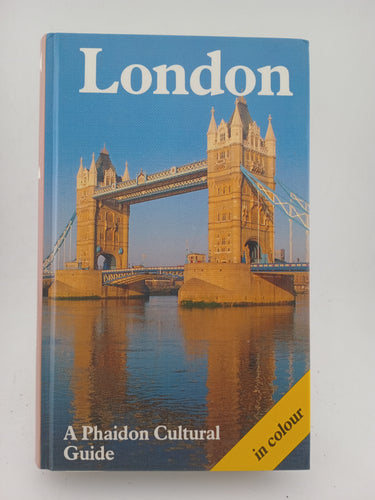 London
A Phaidon Cultural
Guide
in colour